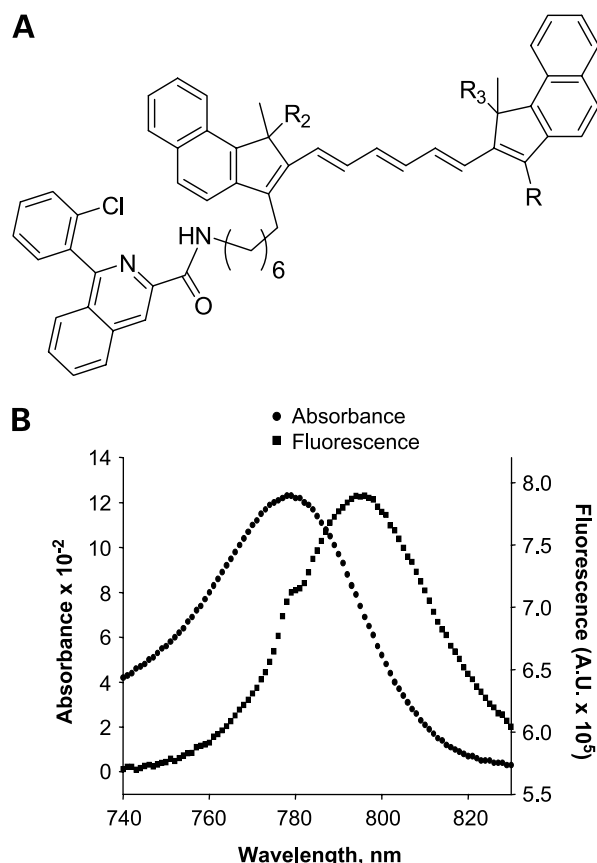 A
R2
R3
R
Cl
HN
6
N
O
B
Absorbance
Fluorescence
14
12
10
8
6
4
2
0
Absorbance x 10-2
8.0
7.5
7.0
6.5
6.0
5.5
Fluorescence (A.U. x 105)
740
760
780
800
820
Wavelength, nm